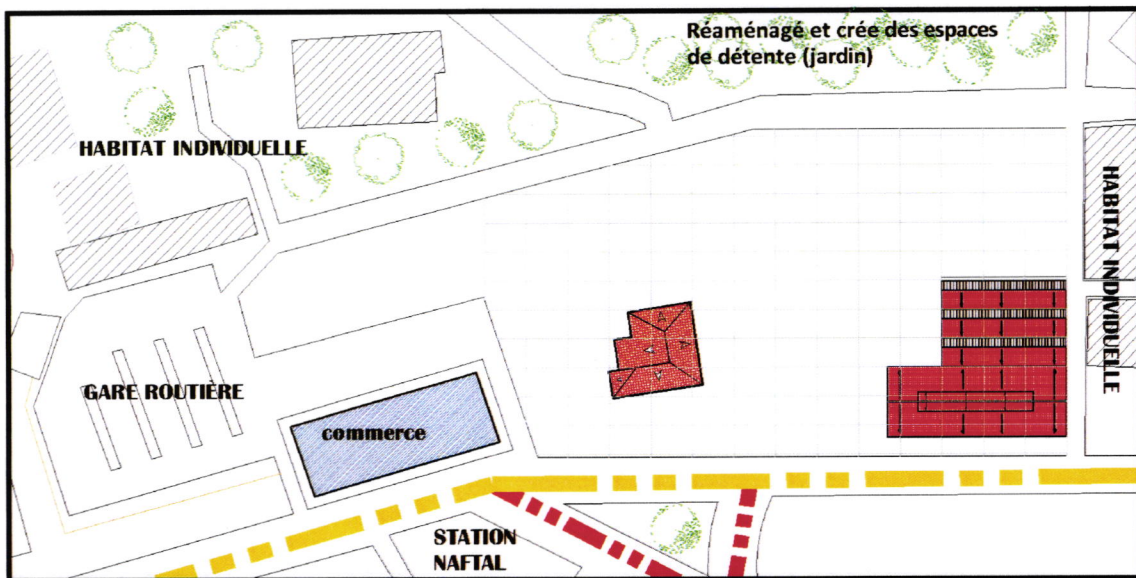 Réaménagé et crée des espaces
de détente (jardin)
HABITAT INDIVIDUELLE
HABITAT INDIVIDUELLE
GARE ROUTIÈRE
commerce
STATION
NAFTAL